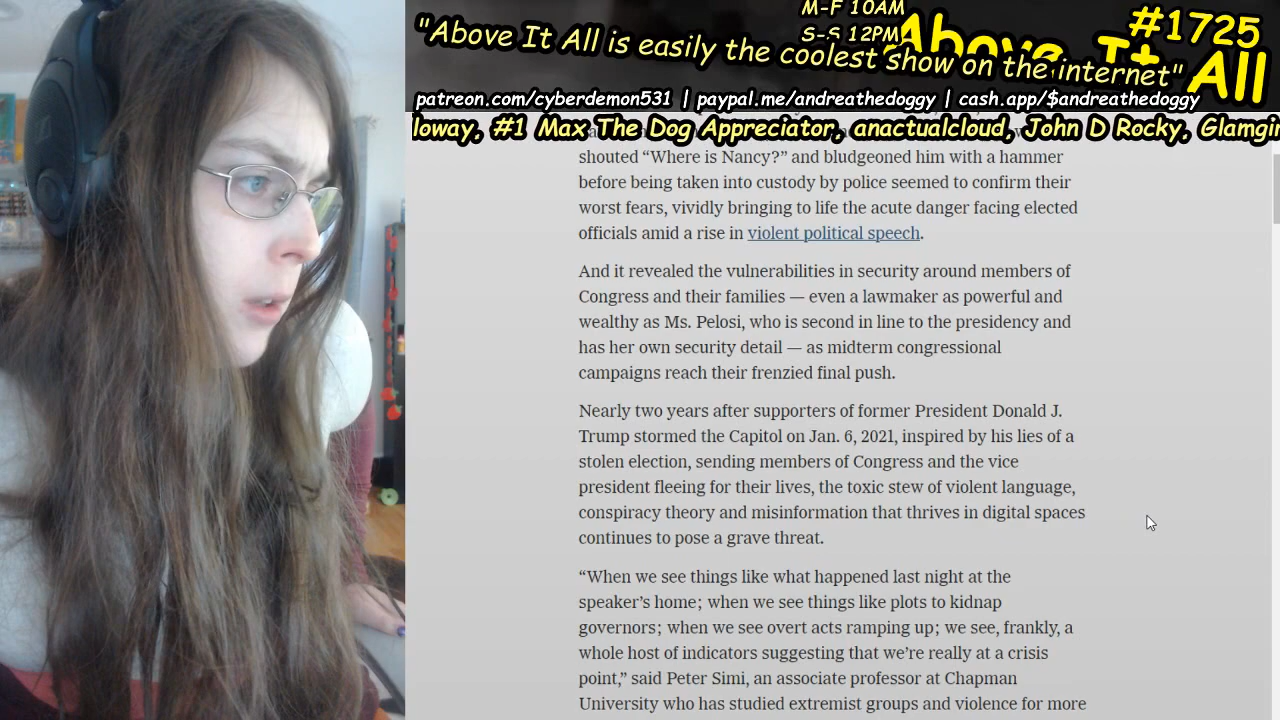 M-F 10AM
S-S 12PM
Above It All
#1725
"Above It All is easily the coolest show on the internet"
patreon.com/cyberdemon531 | paypal.me/andreathedoggy | cash.app/$andreathedoggy
loway, #1 Max The Dog Appreciator, anactualcloud, John D Rocky, Glamgin
shouted “Where is Nancy?” and bludgeoned him with a hammer
before being taken into custody by police seemed to confirm their
worst fears, vividly bringing to life the acute danger facing elected
officials amid a rise in violent political speech.
And it revealed the vulnerabilities in security around members of
Congress and their families — even a lawmaker as powerful and
wealthy as Ms. Pelosi, who is second in line to the presidency and
has her own security detail — as midterm congressional
campaigns reach their frenzied final push.
Nearly two years after supporters of former President Donald J.
Trump stormed the Capitol on Jan. 6, 2021, inspired by his lies of a
stolen election, sending members of Congress and the vice
president fleeing for their lives, the toxic stew of violent language,
conspiracy theory and misinformation that thrives in digital spaces
continues to pose a grave threat.
“When we see things like what happened last night at the
speaker’s home; when we see things like plots to kidnap
governors; when we see overt acts ramping up; we see, frankly, a
whole host of indicators suggesting that we’re really at a crisis
point,” said Peter Simi, an associate professor at Chapman
University who has studied extremist groups and violence for more